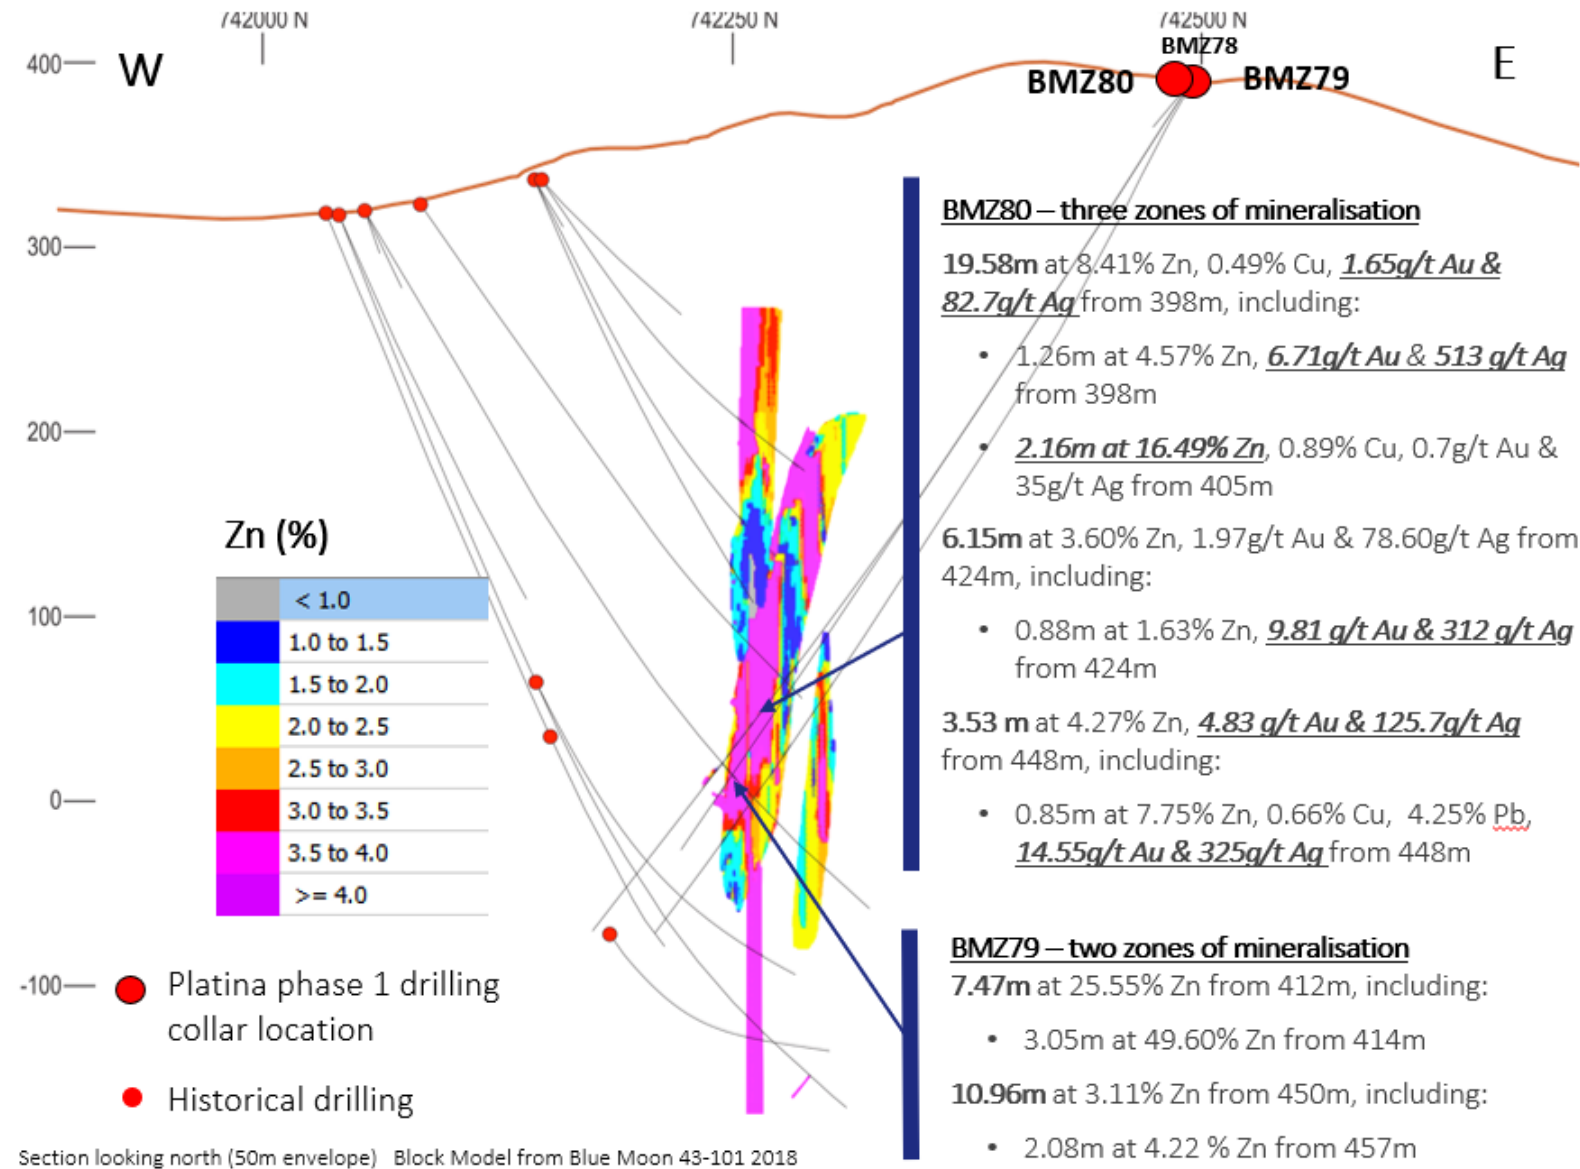 742000 N
742250 N
742500 N
400
W
BMZ78
BMZ80
BMZ79
E
300
200
100
0
-100
BMZ80 – three zones of mineralisation
19.58m at 8.41% Zn, 0.49% Cu, 1.65g/t Au &
82.7g/t Ag from 398m, including:
• 1.26m at 4.57% Zn, 6.71g/t Au & 513 g/t Ag
from 398m
• 2.16m at 16.49% Zn, 0.89% Cu, 0.7g/t Au &
35g/t Ag from 405m
6.15m at 3.60% Zn, 1.97g/t Au & 78.60g/t Ag from
424m, including:
• 0.88m at 1.63% Zn, 9.81 g/t Au & 312 g/t Ag
from 424m
3.53 m at 4.27% Zn, 4.83 g/t Au & 125.7g/t Ag
from 448m, including:
• 0.85m at 7.75% Zn, 0.66% Cu, 4.25% Pb,
14.55g/t Au & 325g/t Ag from 448m
BMZ79 – two zones of mineralisation
7.47m at 25.55% Zn from 412m, including:
• 3.05m at 49.60% Zn from 414m
10.96m at 3.11% Zn from 450m, including:
• 2.08m at 4.22 % Zn from 457m
Zn (%)
< 1.0
1.0 to 1.5
1.5 to 2.0
2.0 to 2.5
2.5 to 3.0
3.0 to 3.5
3.5 to 4.0
>= 4.0
Platina phase 1 drilling
collar location
Historical drilling
Section looking north (50m envelope) Block Model from Blue Moon 43-101 2018